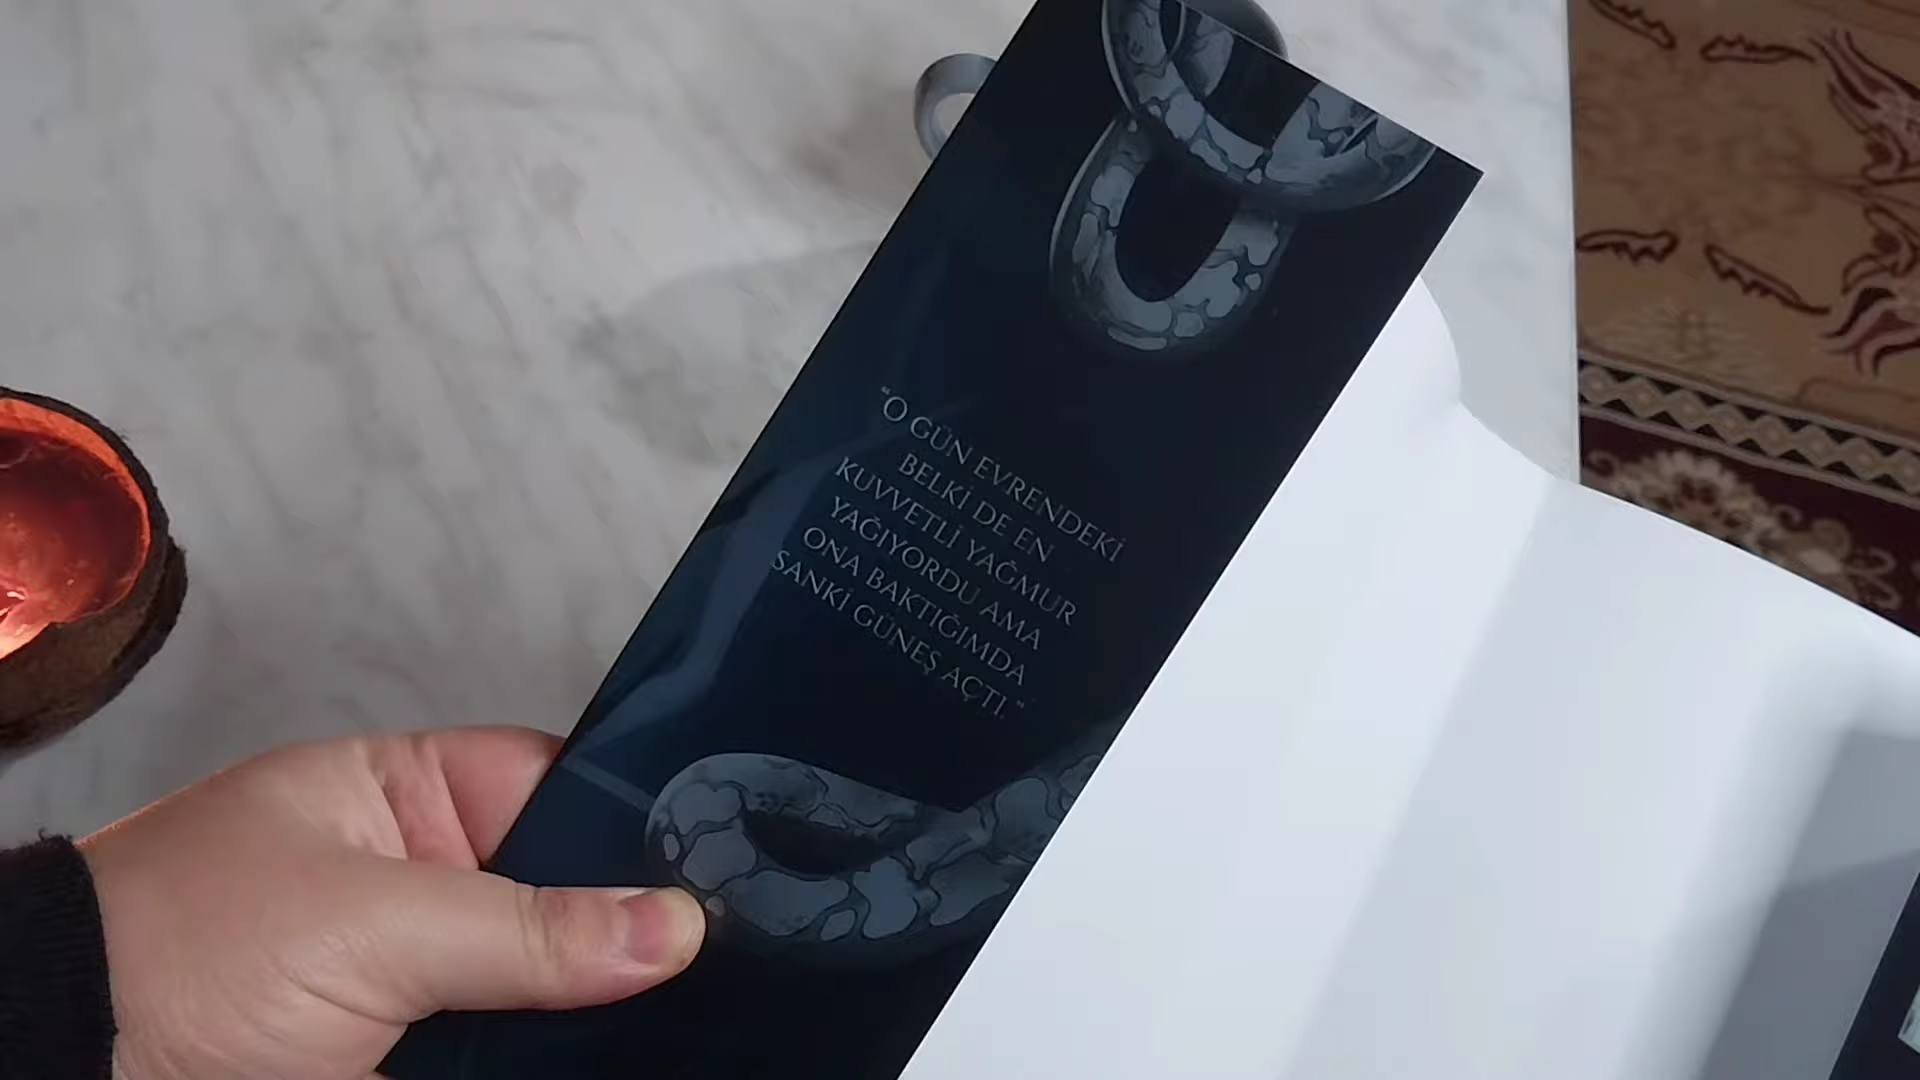 “O GÜN EVRENDEKİ
BELKİ DE EN
KUVVETLİ YAĞMUR
YAĞIYORDU AMA
ONA BAKTIĞIMDA
SANKİ GÜNEŞ AÇTI.”